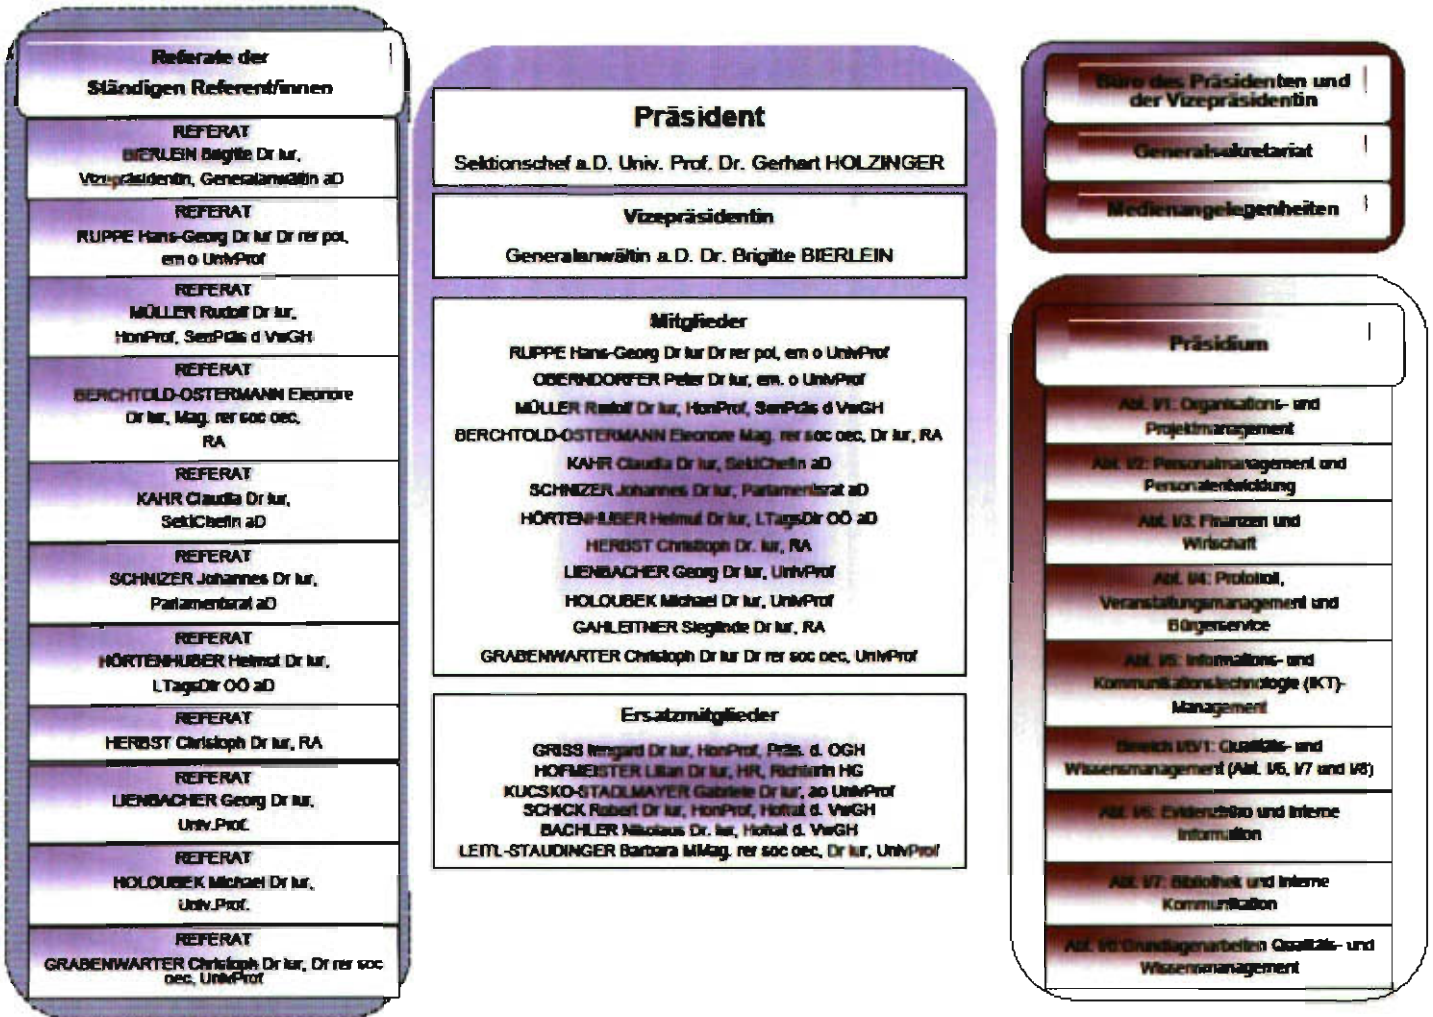 Referate der
Ständigen Referent/innen
REFERAT
BIERLEIN Brigitte Dr iur,
Vizepräsidentin, Generalanwältin aD
REFERAT
RUPPE Hans-Georg Dr iur Dr rer pol,
em o UnivProf
REFERAT
MÜLLER Rudolf Dr iur,
HonProf, SenPräs d VwGH
REFERAT
BERCHTOLD-OSTERMANN Eleonore
Dr iur, Mag. rer soc oec,
RA
REFERAT
KAHR Claudia Dr iur,
SektChefin aD
REFERAT
SCHNIZER Johannes Dr iur,
Parlamentsrat aD
REFERAT
HÖRTENHUBER Helmut Dr iur,
LTagsDir OÖ aD
REFERAT
HERBST Christoph Dr iur, RA
REFERAT
LIENBACHER Georg Dr iur,
Univ.Prof.
REFERAT
HOLOUBEK Michael Dr iur,
Univ.Prof.
REFERAT
GRABENWARTER Christoph Dr iur, Dr rer soc
oec, UnivProf
Präsident
Sektionschef a.D. Univ. Prof. Dr. Gerhart HOLZINGER
Vizepräsidentin
Generalanwältin a.D. Dr. Brigitte BIERLEIN
Mitglieder
RUPPE Hans-Georg Dr iur Dr rer pol, em o UnivProf
OBERNDORFER Peter Dr iur, em. o UnivProf
MÜLLER Rudolf Dr iur, HonProf, SenPräs d VwGH
BERCHTOLD-OSTERMANN Eleonore Mag. rer soc oec, Dr iur, RA
KAHR Claudia Dr iur, SektChefin aD
SCHNIZER Johannes Dr iur, Parlamentsrat aD
HÖRTENHUBER Helmut Dr iur, LTagsDir OÖ aD
HERBST Christoph Dr. iur, RA
LIENBACHER Georg Dr iur, UnivProf
HOLOUBEK Michael Dr iur, UnivProf
GAHLEITNER Sieglinde Dr iur, RA
GRABENWARTER Christoph Dr iur Dr rer soc oec, UnivProf
Ersatzmitglieder
GRISS Irmgard Dr iur, HonProf, Präs. d. OGH
HOFMEISTER Lilian Dr iur, HR, Richterin HG
KUCSKO-STADLMAYER Gabriele Dr iur, ao UnivProf
SCHICK Robert Dr iur, HonProf, Hofrat d. VwGH
BACHLER Nikolaus Dr. iur, Hofrat d. VwGH
LEITL-STAUDINGER Barbara MMag. rer soc oec, Dr iur, UnivProf
Büro des Präsidenten und
der Vizepräsidentin
Generalsekretariat
Medienangelegenheiten
Präsidium
Abt. I/1: Organisations- und
Projektmanagement
Abt. I/2: Personalmanagement und
Personalentwicklung
Abt. I/3: Finanzen und
Wirtschaft
Abt. I/4: Protokoll,
Veranstaltungsmanagement und
Bürgerservice
Abt. I/5: Informations- und
Kommunikationstechnologie (IKT)-
Management
Bereich I/B/1: Qualitäts- und
Wissensmanagement (Abt. I/6, I/7 und I/8)
Abt. I/6: Evidenzbüro und Interne
Information
Abt. I/7: Bibliothek und Interne
Kommunikation
Abt. I/8:Grundlagenarbeiten Qualitäts- und
Wissensmanagement